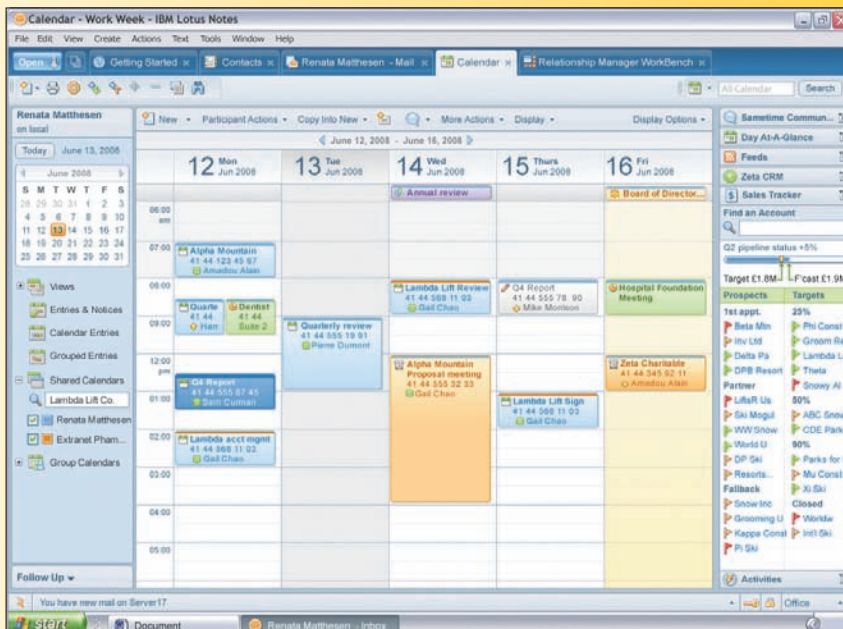 Calendar - Work Week - IBM Lotus Notes
File Edit View Create Actions Text Tools Window Help
Open Getting Started Contacts Renata Matthesen - Mail Calendar Relationship Manager WorkBench
All Calendar Search
Renata Matthesen
on local
Today June 13, 2008
June 2008
S M T W T F S
28 29 30 31 1 2 3
4 5 6 7 8 9 10
11 12 13 14 15 16 17
18 19 20 21 22 23 24
25 26 27 28 29 30 31
Views
Entries & Notices
Calendar Entries
Grouped Entries
Shared Calendars
Lambda Lift Co.
Renata Matthesen
Extranet Pham...
Group Calendars
Follow Up
New Participant Actions Copy Into New More Actions Display Display Options
June 12, 2008 - June 16, 2008
12 Mon Jun 2008
13 Tue Jun 2008
14 Wed Jun 2008
15 Thurs Jun 2008
16 Fri Jun 2008
Annual review
Board of Director...
06:00 am
07:00
08:00
09:00
12:00 pm
01:00
02:00
03:00
04:00
05:00
Alpha Mountain
41 44 123 45 67
Amadou Alain
Quarte
41 44
Harr
Dentist
41 44
Suite 2
G4 Report
41 44 555 87 45
Lambda acct mgmt
41 44 568 11 03
Gail Chao
Quarterly review
41 44 555 19 91
Pierre Dumont
Lambda Lift Review
41 44 568 11 03
Gail Chao
Alpha Mountain
Proposal meeting
41 44 555 32 33
Gail Chao
Q4 Report
41 44 555 78 90
Mike Morrison
Lambda Lift Sign
41 44 568 11 03
Gail Chao
Hospital Foundation
Meeting
Zeta Charitable
41 44 345 92 11
Amadou Alain
Sametime Commun...
Day At-A-Glance
Feeds
Zeta CRM
Sales Tracker
Find an Account
Q2 pipeline status +5%
Target £1.8M F'cast £1.9M
Prospects
1st appt.
Beta Mtn
Inv Ltd
Delta Pa
DPB Resort
Partner
LiftsR Us
Ski Mogul
WW Snow
World U
DP Ski
Resorts...
Fallback
Snow Inc
Grooming U
Kappa Const
Pi Ski
Targets
25%
Phi Const
Groom Re
Lambda L
Theta
Snowy Al
50%
ABC Snow
CDE Park
90%
Parks for
Mu Const
Xi Ski
Closed
Worldw
Int'l Ski
Activities
You have new mail on Server17
Office
start Document Renata Matthesen - Inbox